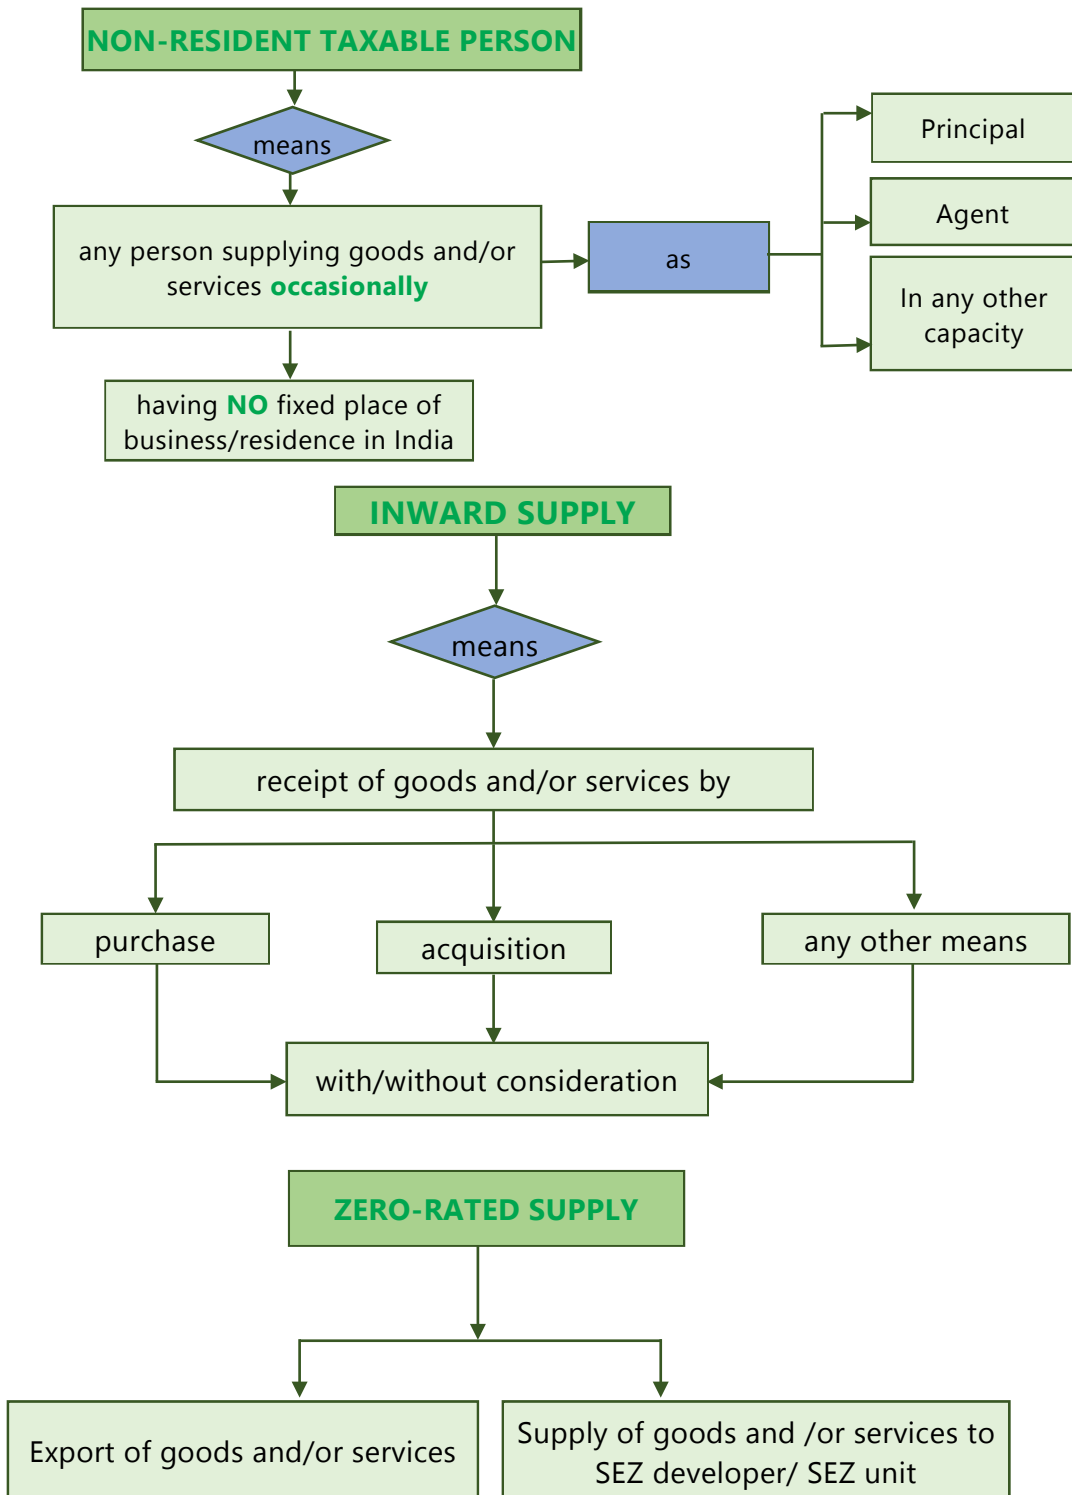 NON-RESIDENT TAXABLE PERSON
means
any person supplying goods and/or
services occasionally
as
Principal
Agent
In any other
capacity
having NO fixed place of
business/residence in India
INWARD SUPPLY
means
receipt of goods and/or services by
purchase
acquisition
any other means
with/without consideration
ZERO-RATED SUPPLY
Export of goods and/or services
Supply of goods and /or services to
SEZ developer/ SEZ unit